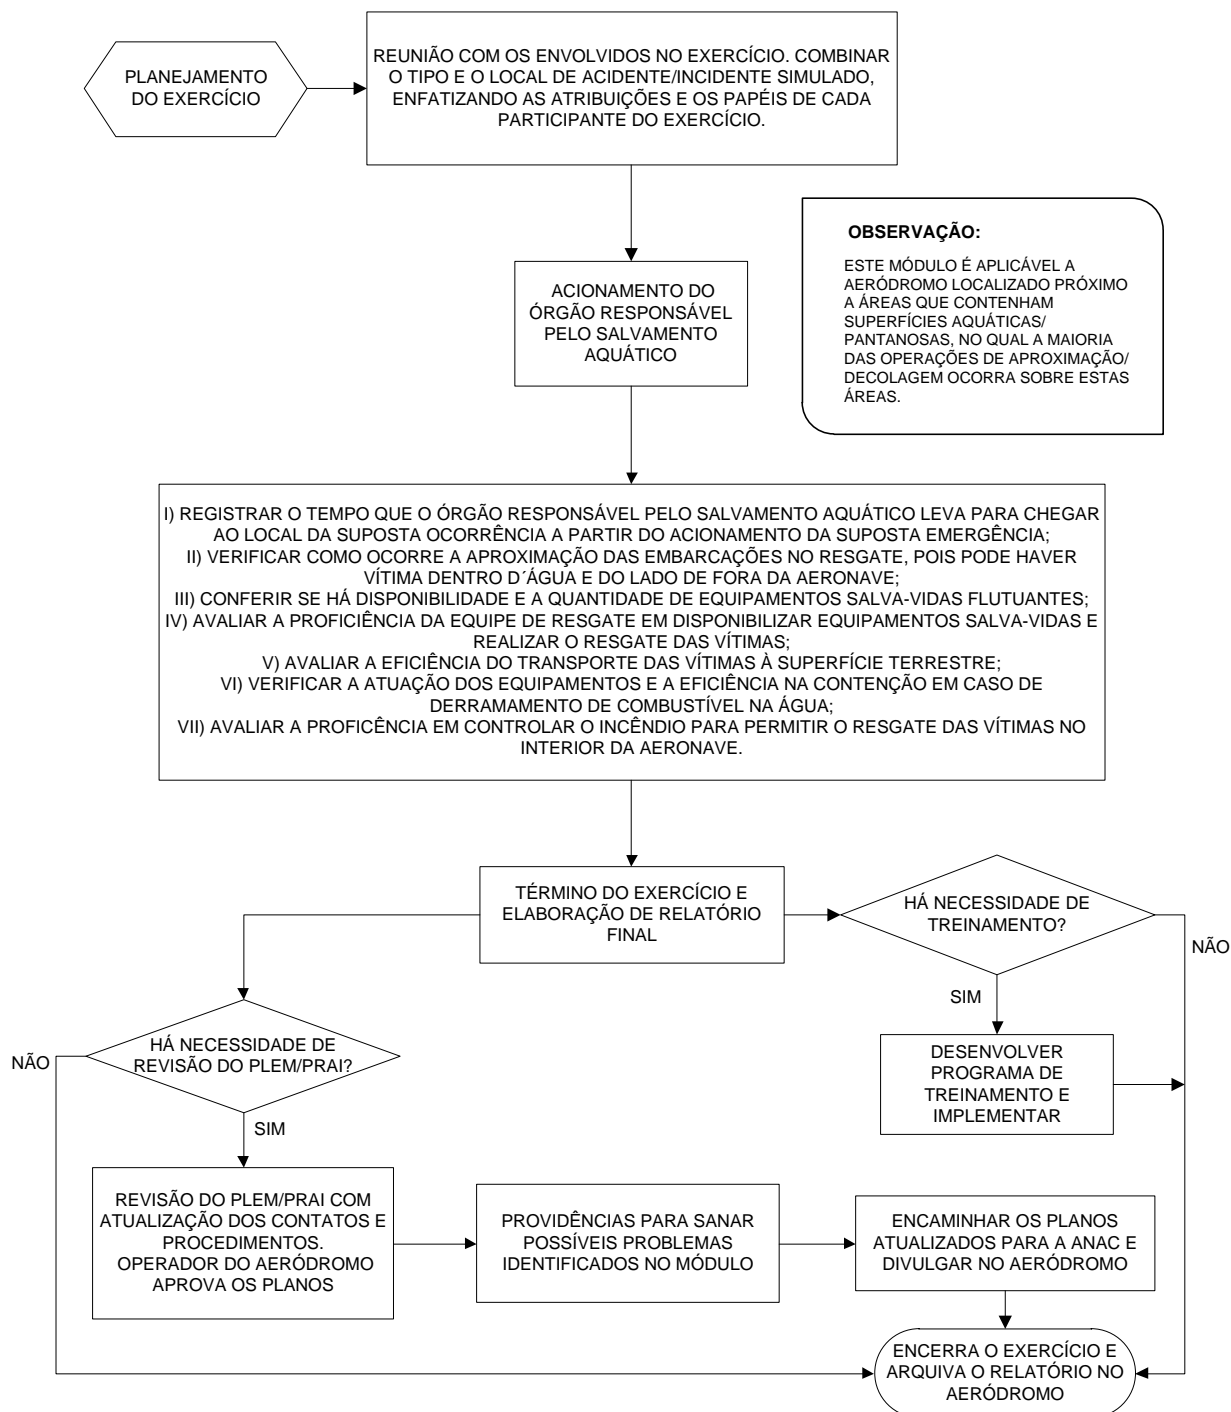 PLANEJAMENTO
DO EXERCÍCIO
REUNIÃO COM OS ENVOLVIDOS NO EXERCÍCIO. COMBINAR
O TIPO E O LOCAL DE ACIDENTE/INCIDENTE SIMULADO,
ENFATIZANDO AS ATRIBUIÇÕES E OS PAPÉIS DE CADA
PARTICIPANTE DO EXERCÍCIO.
OBSERVAÇÃO:
ESTE MÓDULO É APLICÁVEL A
AERÓDROMO LOCALIZADO PRÓXIMO
A ÁREAS QUE CONTENHAM
SUPERFÍCIES AQUÁTICAS/
PANTANOSAS, NO QUAL A MAIORIA
DAS OPERAÇÕES DE APROXIMAÇÃO/
DECOLAGEM OCORRA SOBRE ESTAS
ÁREAS.
ACIONAMENTO DO
ÓRGÃO RESPONSÁVEL
PELO SALVAMENTO
AQUÁTICO
I) REGISTRAR O TEMPO QUE O ÓRGÃO RESPONSÁVEL PELO SALVAMENTO AQUÁTICO LEVA PARA CHEGAR
AO LOCAL DA SUPOSTA OCORRÊNCIA A PARTIR DO ACIONAMENTO DA SUPOSTA EMERGÊNCIA;
II) VERIFICAR COMO OCORRE A APROXIMAÇÃO DAS EMBARCAÇÕES NO RESGATE, POIS PODE HAVER
VÍTIMA DENTRO D´ÁGUA E DO LADO DE FORA DA AERONAVE;
III) CONFERIR SE HÁ DISPONIBILIDADE E A QUANTIDADE DE EQUIPAMENTOS SALVA-VIDAS FLUTUANTES;
IV) AVALIAR A PROFICIÊNCIA DA EQUIPE DE RESGATE EM DISPONIBILIZAR EQUIPAMENTOS SALVA-VIDAS E
REALIZAR O RESGATE DAS VÍTIMAS;
V) AVALIAR A EFICIÊNCIA DO TRANSPORTE DAS VÍTIMAS À SUPERFÍCIE TERRESTRE;
VI) VERIFICAR A ATUAÇÃO DOS EQUIPAMENTOS E A EFICIÊNCIA NA CONTENÇÃO EM CASO DE
DERRAMAMENTO DE COMBUSTÍVEL NA ÁGUA;
VII) AVALIAR A PROFICÊNCIA EM CONTROLAR O INCÊNDIO PARA PERMITIR O RESGATE DAS VÍTIMAS NO
INTERIOR DA AERONAVE.
TÉRMINO DO EXERCÍCIO E
ELABORAÇÃO DE RELATÓRIO
FINAL
HÁ NECESSIDADE DE
TREINAMENTO?
NÃO
SIM
DESENVOLVER
PROGRAMA DE
TREINAMENTO E
IMPLEMENTAR
HÁ NECESSIDADE DE
REVISÃO DO PLEM/PRAI?
NÃO
SIM
REVISÃO DO PLEM/PRAI COM
ATUALIZAÇÃO DOS CONTATOS E
PROCEDIMENTOS.
OPERADOR DO AERÓDROMO
APROVA OS PLANOS
PROVIDÊNCIAS PARA SANAR
POSSÍVEIS PROBLEMAS
IDENTIFICADOS NO MÓDULO
ENCAMINHAR OS PLANOS
ATUALIZADOS PARA A ANAC E
DIVULGAR NO AERÓDROMO
ENCERRA O EXERCÍCIO E
ARQUIVA O RELATÓRIO NO
AERÓDROMO